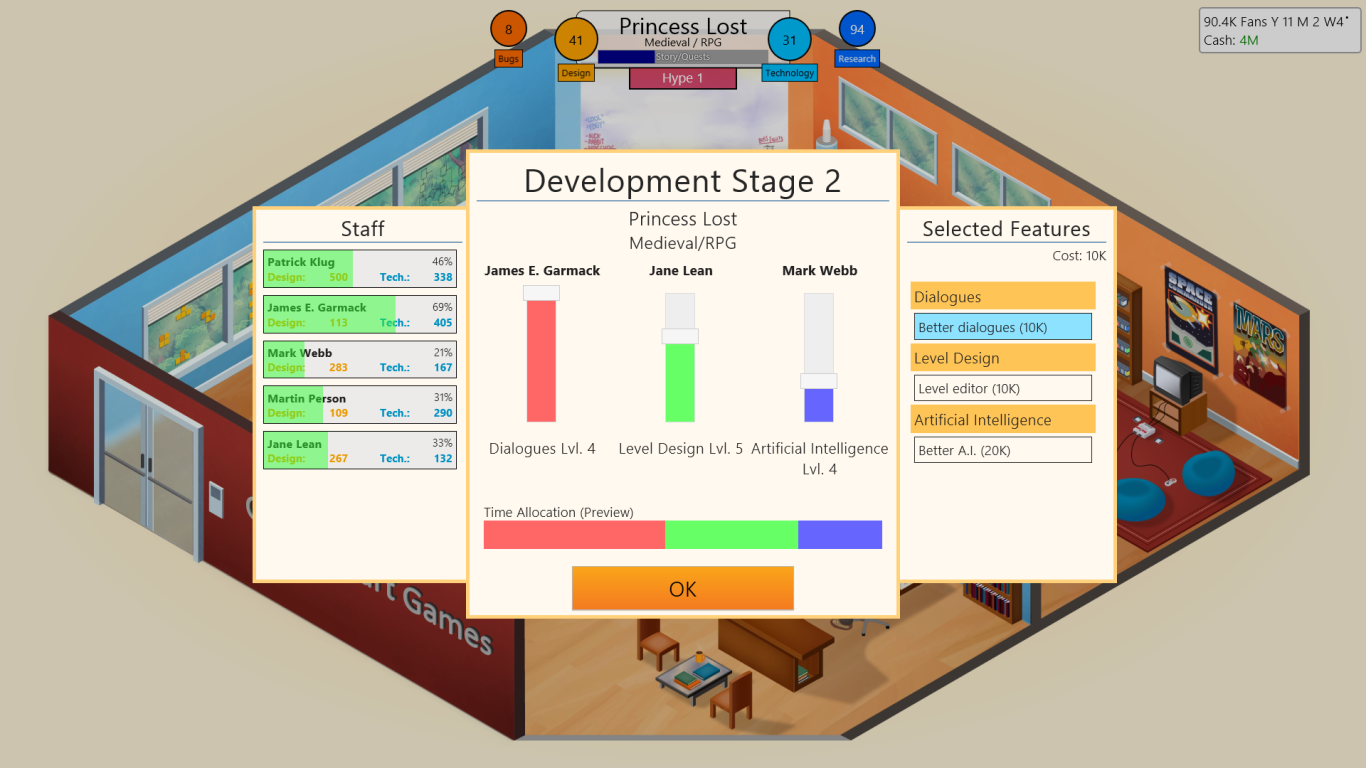 8
Bugs
41
Design
Princess Lost
Medieval / RPG
Story/Quests
Hype 1
31
Technology
94
Research
90.4K Fans Y 11 M 2 W4
Cash: 4M
Development Stage 2
Princess Lost
Medieval/RPG
James E. Garmack
Jane Lean
Mark Webb
Dialogues Lvl. 4
Level Design Lvl. 5
Artificial Intelligence
Lvl. 4
Time Allocation (Preview)
OK
Staff
Patrick Klug 46%
Design: 500 Tech.: 338
James E. Garmack 69%
Design: 113 Tech.: 405
Mark Webb 21%
Design: 283 Tech.: 167
Martin Person 31%
Design: 109 Tech.: 290
Jane Lean 33%
Design: 267 Tech.: 132
Selected Features
Cost: 10K
Dialogues
Better dialogues (10K)
Level Design
Level editor (10K)
Artificial Intelligence
Better A.I. (20K)
SPACE
MARS
Games